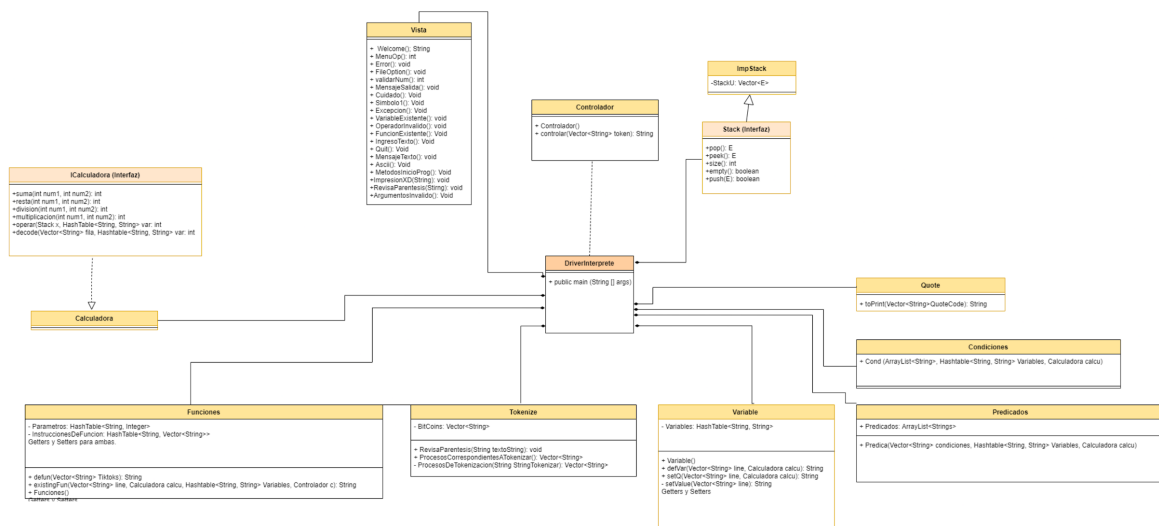 Vista
+ Welcome(); String
+ MenuOp(): int
+ Error(): void
+ FileOption(): void
+ validarNum(): int
+ MensajeSalida(): void
+ Cuidado(): Void
+ Simbolo1(): Void
+ Excepcion(): Void
+ VariableExistente(): Void
+ OperadorInvalido(): Void
+ FuncionExistente(): Void
+ IngresoTexto(): Void
+ Quit(): Void
+ MensajeTexto(): Void
+ Ascii(): Void
+ MetodosInicioProg(): Void
+ImpresionXD(String): void
+RevisaParentesis(String): void
+ArgumentosInvalido(): Void
ImpStack
-StackU: Vector<E>
Controlador
+ Controlador()
+ controlar(Vector<String> token): String
Stack (Interfaz)
+pop(): E
+peek(): E
+size(): int
+empty(): boolean
+push(E): boolean
ICalculadora (Interfaz)
+suma(int num1, int num2): int
+resta(int num1, int num2): int
+division(int num1, int num2): int
+multiplicacion(int num1, int num2): int
+operar(Stack x, HashTable<String, String> var: int
+decode(Vector<String> fila, Hashtable<String, String> var: int
DriverInterprete
+ public main (String [] args)
Quote
+ toPrint(Vector<String>QuoteCode): String
Calculadora
Condiciones
+ Cond (ArrayList<String>, Hashtable<String, String> Variables, Calculadora calcu)
Funciones
- Parametros: HashTable<String, Integer>
- InstruccionesDeFuncion: HashTable<String, Vector<String>>
Getters y Setters para ambas.
+ defun(Vector<String> Tiktoks): String
+ existingFun(Vector<String> line, Calculadora calcu, Hashtable<String, String> Variables, Controlador c): String
+ Funciones()
Getters y Setters
Tokenize
- BitCoins: Vector<String>
+ RevisaParentesis(String textoString): void
+ ProcesosCorrespondientesATokenizar(): Vector<String>
- ProcesosDeTokenizacion(String StringTokenizar): Vector<String>
Variable
- Variables: HashTable<String, String>
+ Variable()
+ defVar(Vector<String> line, Calculadora calcu): String
+ setQ(Vector<String> line, Calculadora calcu): String
- setValue(Vector<String> line): String
Getters y Setters
Predicados
+ Predicados: ArrayList<Strings>
+ Predica(Vector<String> condiciones, Hashtable<String, String> Variables, Calculadora calcu)